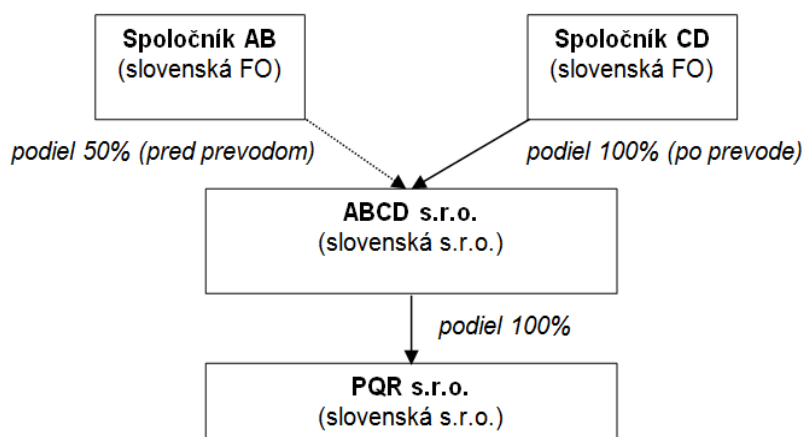 Spoločník AB
(slovenská FO)
Spoločník CD
(slovenská FO)
podiel 50% (pred prevodom)
podiel 100% (po prevode)
ABCD s.r.o.
(slovenská s.r.o.)
podiel 100%
PQR s.r.o.
(slovenská s.r.o.)